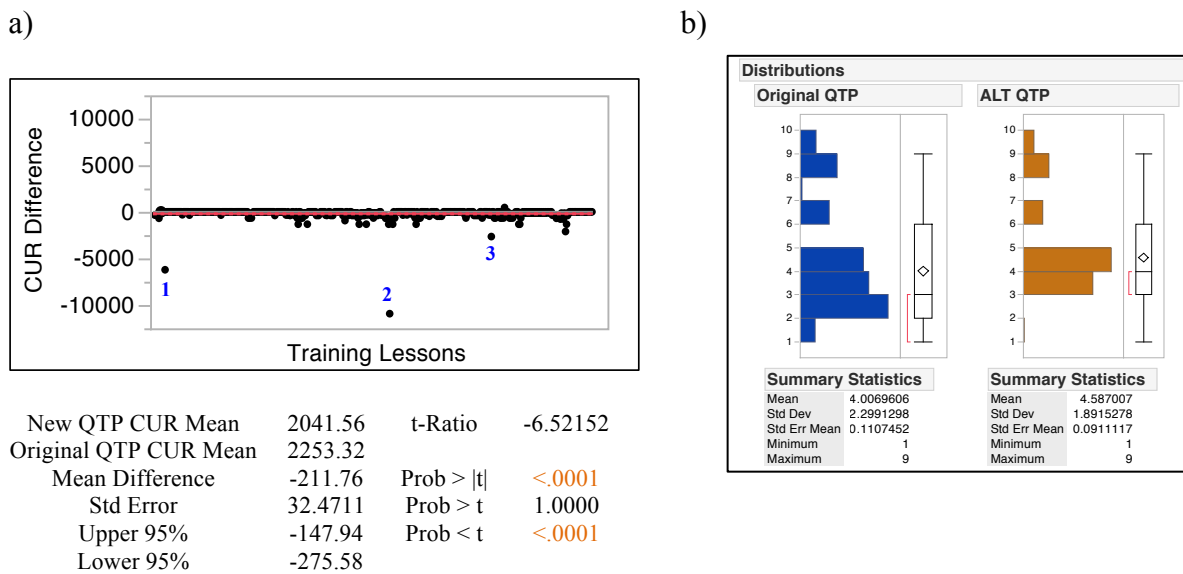 a)
10000
5000
0
-5000
-10000
CUR Difference
1
2
3
Training Lessons
New QTP CUR Mean 2041.56 t-Ratio -6.52152
Original QTP CUR Mean 2253.32
Mean Difference -211.76 Prob > |t| <.0001
Std Error 32.4711 Prob > t 1.0000
Upper 95% -147.94 Prob < t <.0001
Lower 95% -275.58
b)
Distributions
Original QTP
10
9
8
7
6
5
4
3
2
1
Summary Statistics
Mean 4.0069606
Std Dev 2.2991298
Std Err Mean 0.1107452
Minimum 1
Maximum 9
ALT QTP
10
9
8
7
6
5
4
3
2
1
Summary Statistics
Mean 4.587007
Std Dev 1.8915278
Std Err Mean 0.0911117
Minimum 1
Maximum 9